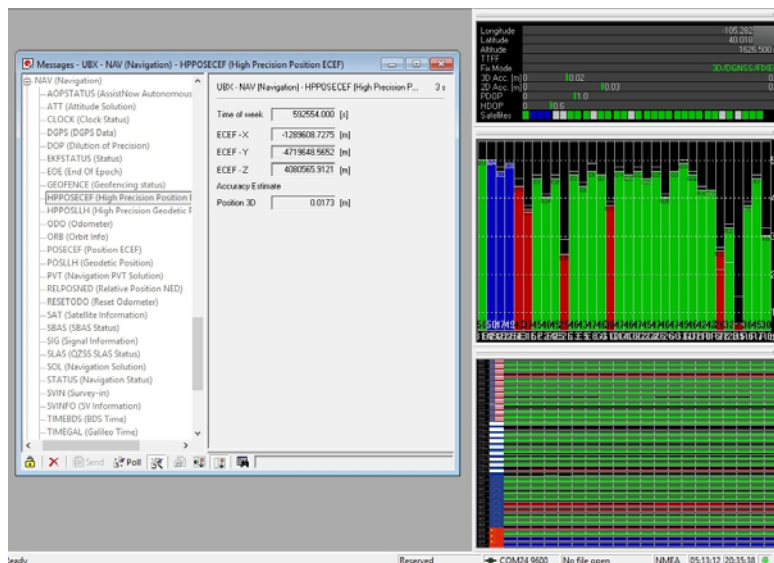 Messages - UBX - NAV (Navigation) - HPPOSECEF (High Precision Position ECEF)
NAV (Navigation)
AOPSTATUS (AssistNow Autonomous
ATT (Attitude Solution)
CLOCK (Clock Status)
DGPS (DGPS Data)
DOP (Dilution of Precision)
EKFSTATUS (Status)
EOE (End Of Epoch)
GEOFENCE (Geofencing status)
HPPOSECEF (High Precision Position
HPPOSLLH (High Precision Geodetic
ODO (Odometer)
ORB (Orbit Info)
POSECEF (Position ECEF)
POSLLH (Geodetic Position)
PVT (Navigation PVT Solution)
RELPOSNED (Relative Position NED)
RESETODO (Reset Odometer)
SAT (Satellite Information)
SBAS (SBAS Status)
SIG (Signal Information)
SLAS (QZSS SLAS Status)
SOL (Navigation Solution)
STATUS (Navigation Status)
SVIN (Survey-in)
SVINFO (SV Information)
TIMEBDS (BDS Time)
TIMEGAL (Galileo Time)
UBX - NAV (Navigation) - HPPOSECEF (High Precision P... 3 s
Time of week 592554.000 [s]
ECEF - X -1289608.7275 [m]
ECEF - Y -4719648.5652 [m]
ECEF - Z 4080565.9121 [m]
Accuracy Estimate
Position 3D 0.0173 [m]
Send Poll
Longitude -105.282
Latitude 40.018
Altitude 1626.500
TTFF
Fix Mode 3D/DGNSS/FIXE
3D Acc. [m] 0 0.02
2D Acc. [m] 0 0.03
PDOP 0 1.0
HDOP 0 0.6
Satellites
Ready Reserved COM24 9600 No file open NMEA 05:13:12 20:35:38